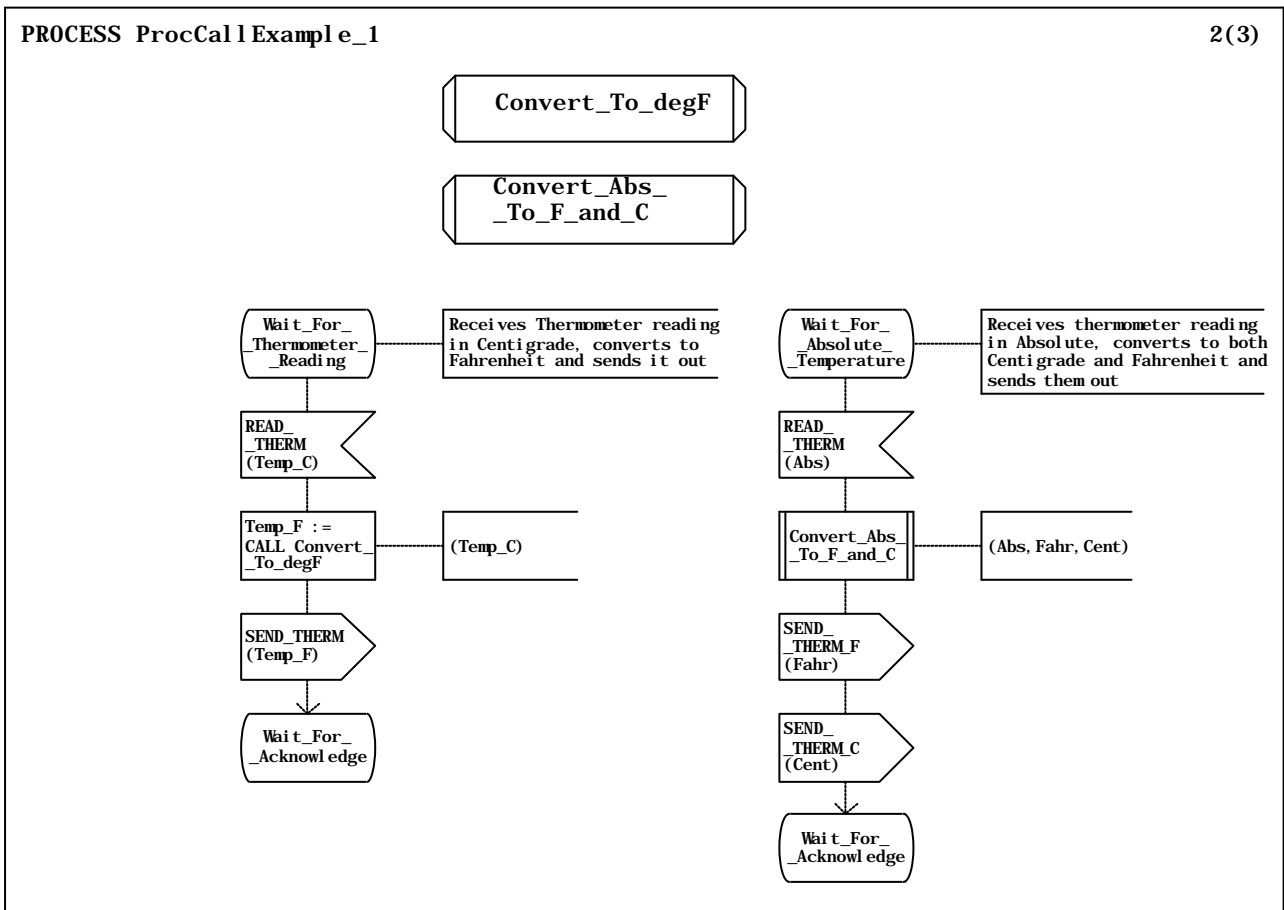 PROCESS ProcCallExample_1
2(3)
Convert_To_degF
Convert_Abs_
_To_F_and_C
Wait_For_
_Thermometer_
_Reading
Receives Thermometer reading
in Centigrade, converts to
Fahrenheit and sends it out
READ_
_THERM
(Temp_C)
Temp_F :=
CALL Convert_
_To_degF
(Temp_C)
SEND_THERM
(Temp_F)
Wait_For_
_Acknowledge
Wait_For_
_Absolute_
_Temperature
Receives thermometer reading
in Absolute, converts to both
Centigrade and Fahrenheit and
sends them out
READ_
_THERM
(Abs)
Convert_Abs_
_To_F_and_C
(Abs, Fahr, Cent)
SEND_
_THERM_F
(Fahr)
SEND_
_THERM_C
(Cent)
Wait_For_
_Acknowledge